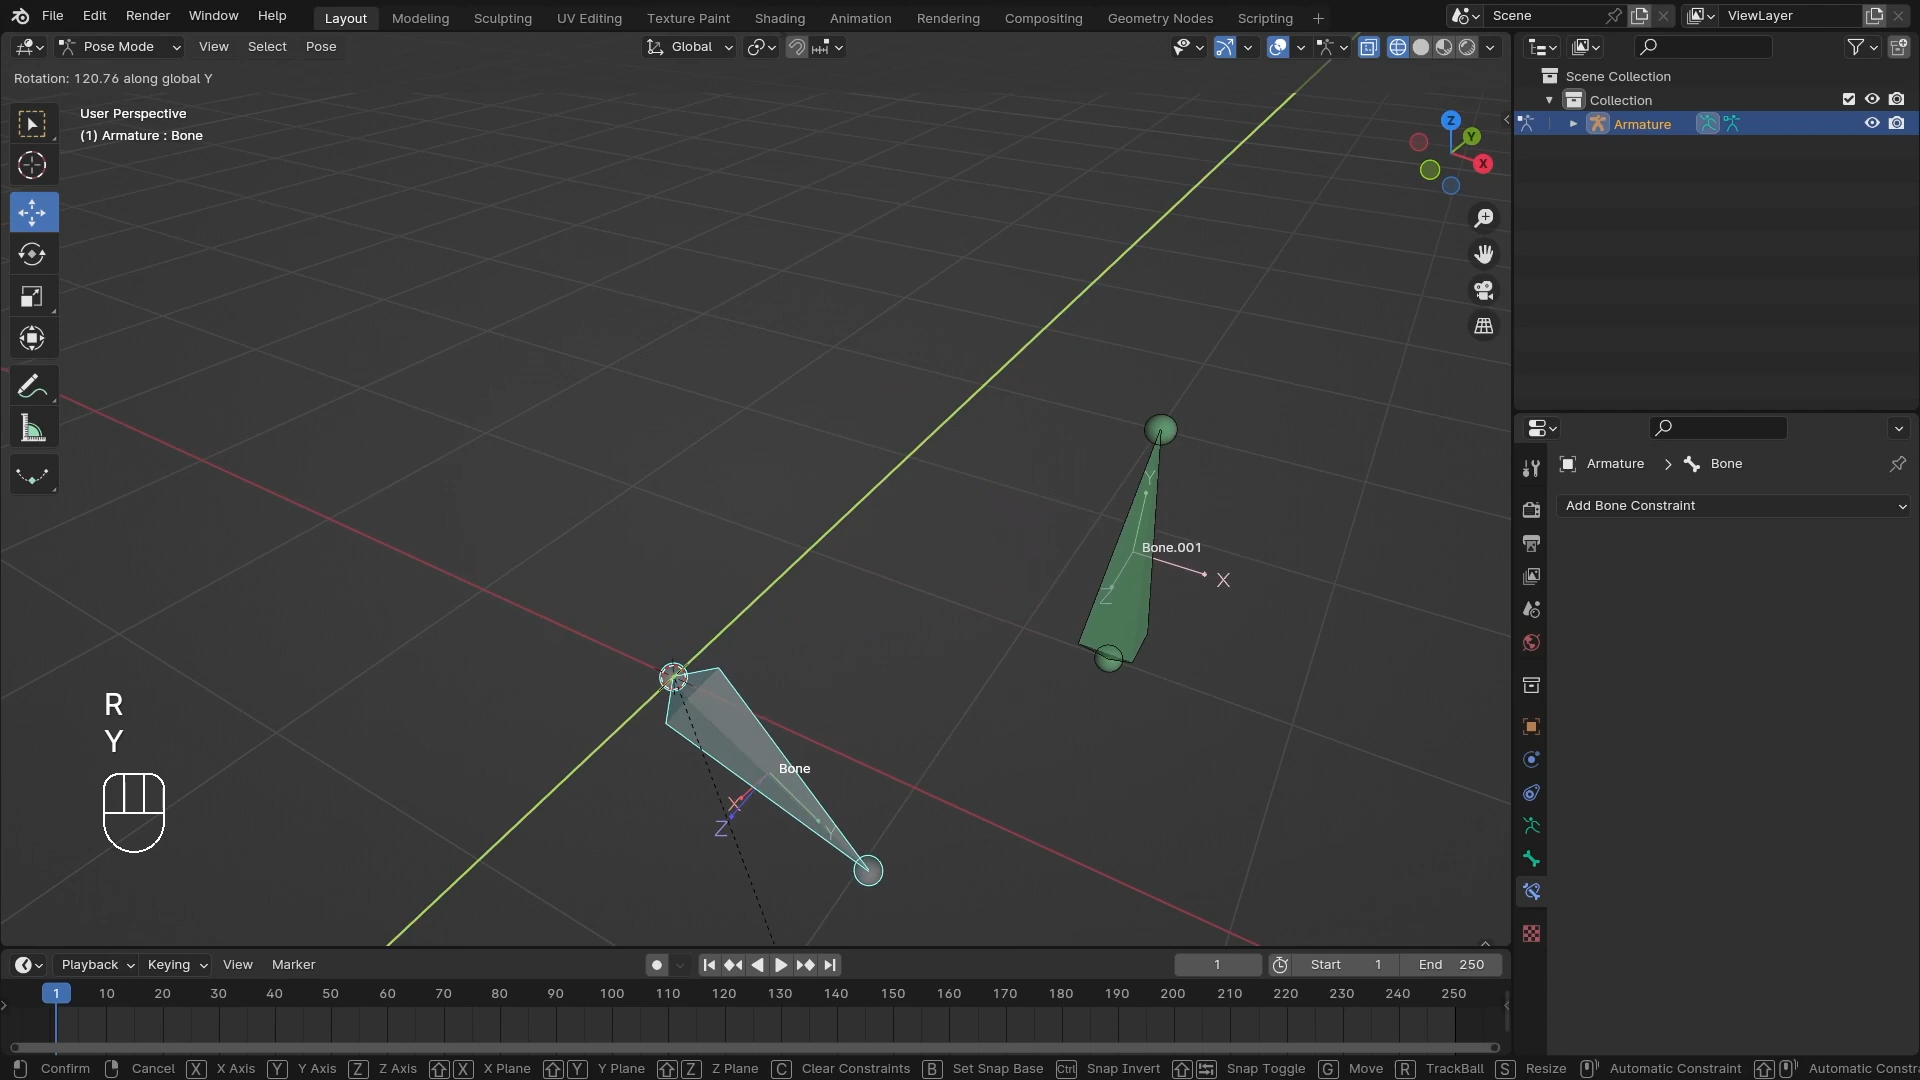 File Edit Render Window Help Layout Modeling Sculpting UV Editing Texture Paint Shading Animation Rendering Compositing Geometry Nodes Scripting + Scene ViewLayer
Pose Mode View Select Pose Global
Rotation: 120.76 along global Y
User Perspective
(1) Armature : Bone
Z
Y
X
Scene Collection
Collection
Armature
Armature > Bone
Add Bone Constraint
Y
Bone.001
X
Z
Bone
X
Z
Y
R
Y
Playback Keying View Marker 1 Start 1 End 250
1 10 20 30 40 50 60 70 80 90 100 110 120 130 140 150 160 170 180 190 200 210 220 230 240 250
Confirm Cancel X X Axis Y Y Axis Z Z Axis X X Plane Y Y Plane Z Z Plane C Clear Constraints B Set Snap Base Ctrl Snap Invert Snap Toggle G Move R TrackBall S Resize Automatic Constraint Automatic Constra